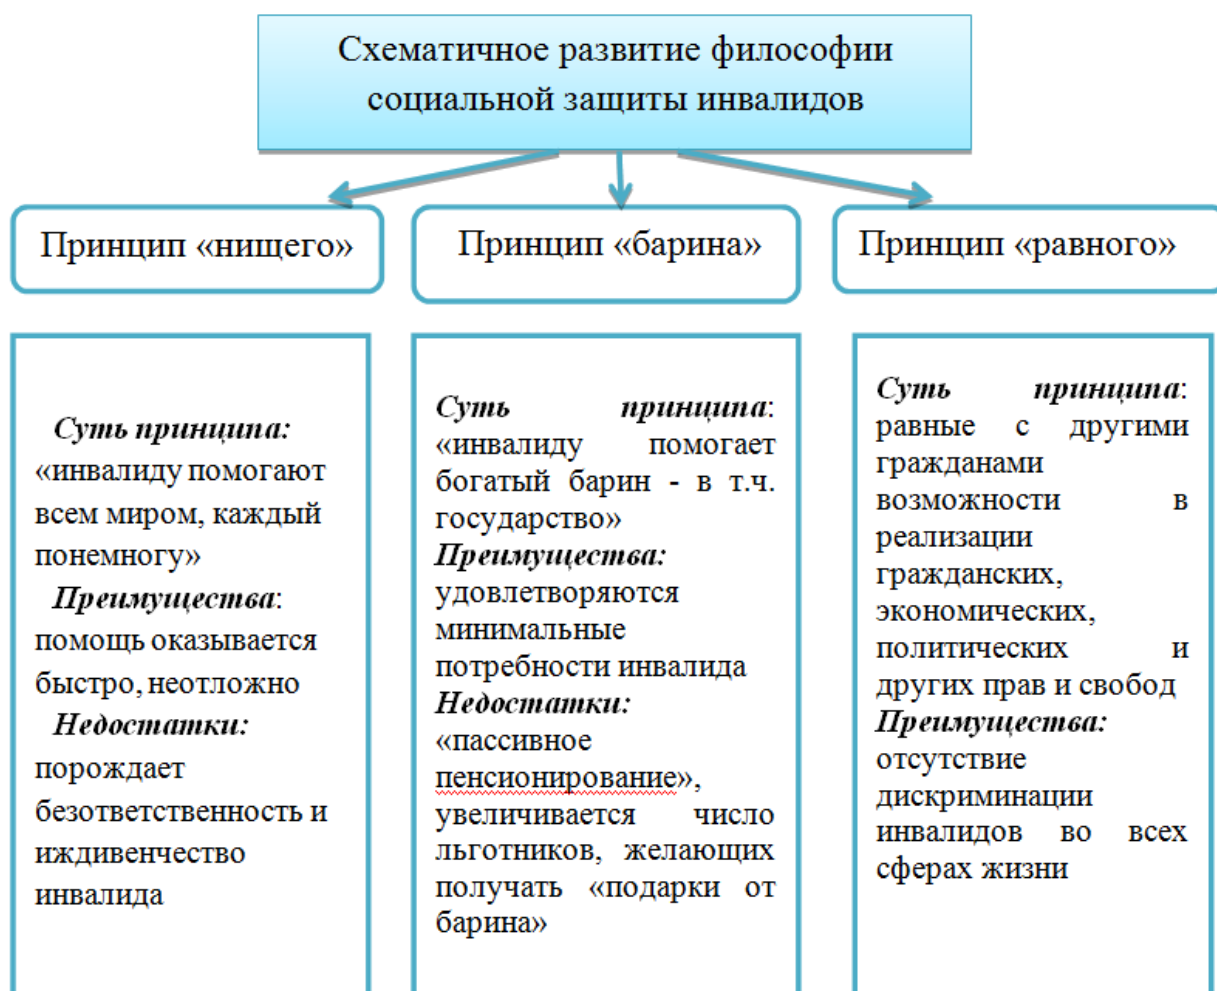 Схематичное развитие философии
социальной защиты инвалидов
Принцип «нищего»
Принцип «барина»
Принцип «равного»
Суть принципа:
«инвалиду помогают
всем миром, каждый
понемногу»
Преимущества:
помощь оказывается
быстро, неотложно
Недостатки:
порождает
безответственность и
иждивенчество
инвалида
Суть принципа:
«инвалиду помогает
богатый барин - в т.ч.
государство»
Преимущества:
удовлетворяются
минимальные
потребности инвалида
Недостатки:
«пассивное
пенсионирование»,
увеличивается число
льготников, желающих
получать «подарки от
барина»
Суть принципа:
равные с другими
гражданами
возможности в
реализации
гражданских,
экономических,
политических и
других прав и свобод
Преимущества:
отсутствие
дискриминации
инвалидов во всех
сферах жизни